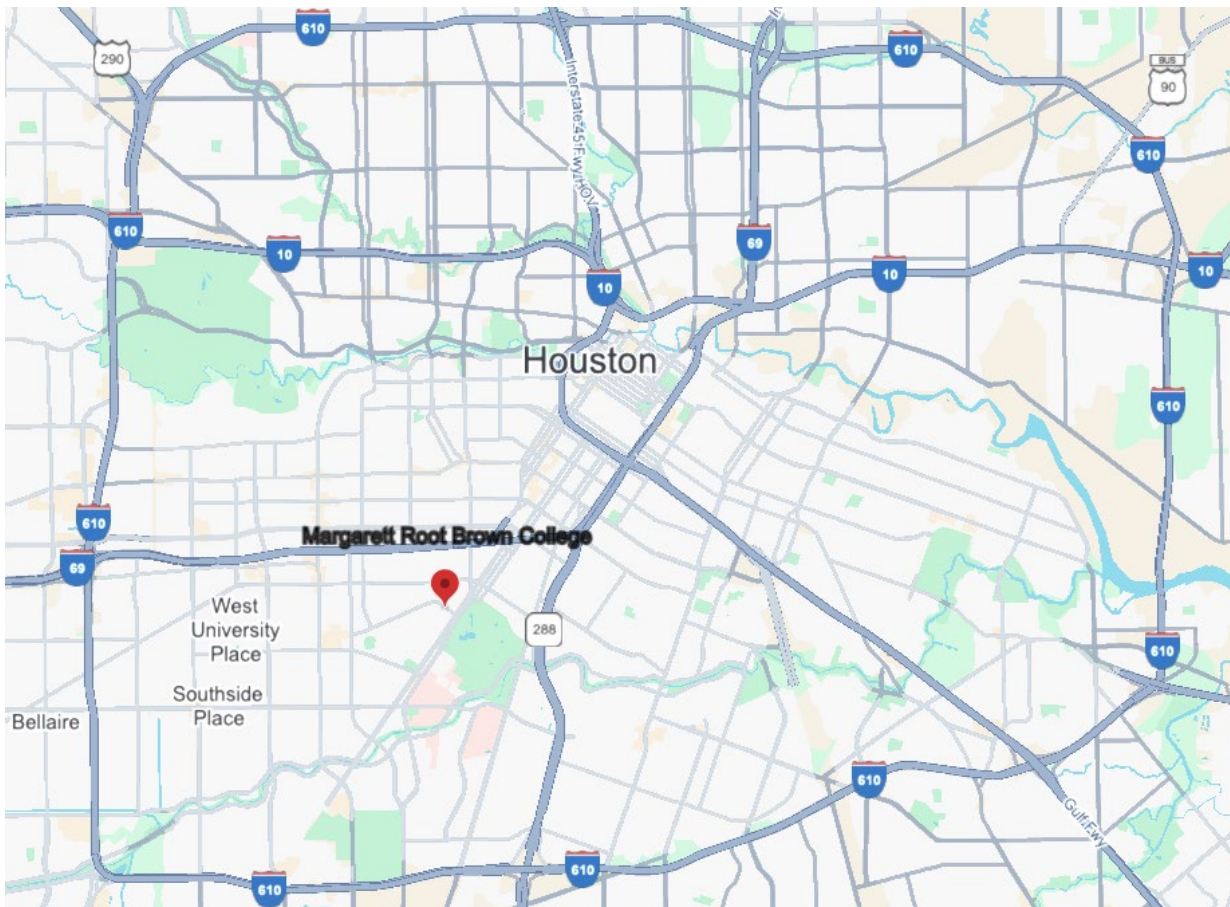 610
290
610
BUS
90
Interstate 45 Fwy HOV
610
610
69
10
10
10
10
Houston
610
610
Margarett Root Brown College
69
West
University
Place
288
610
Southside
Place
Bellaire
610
Gulf Fwy
610
610